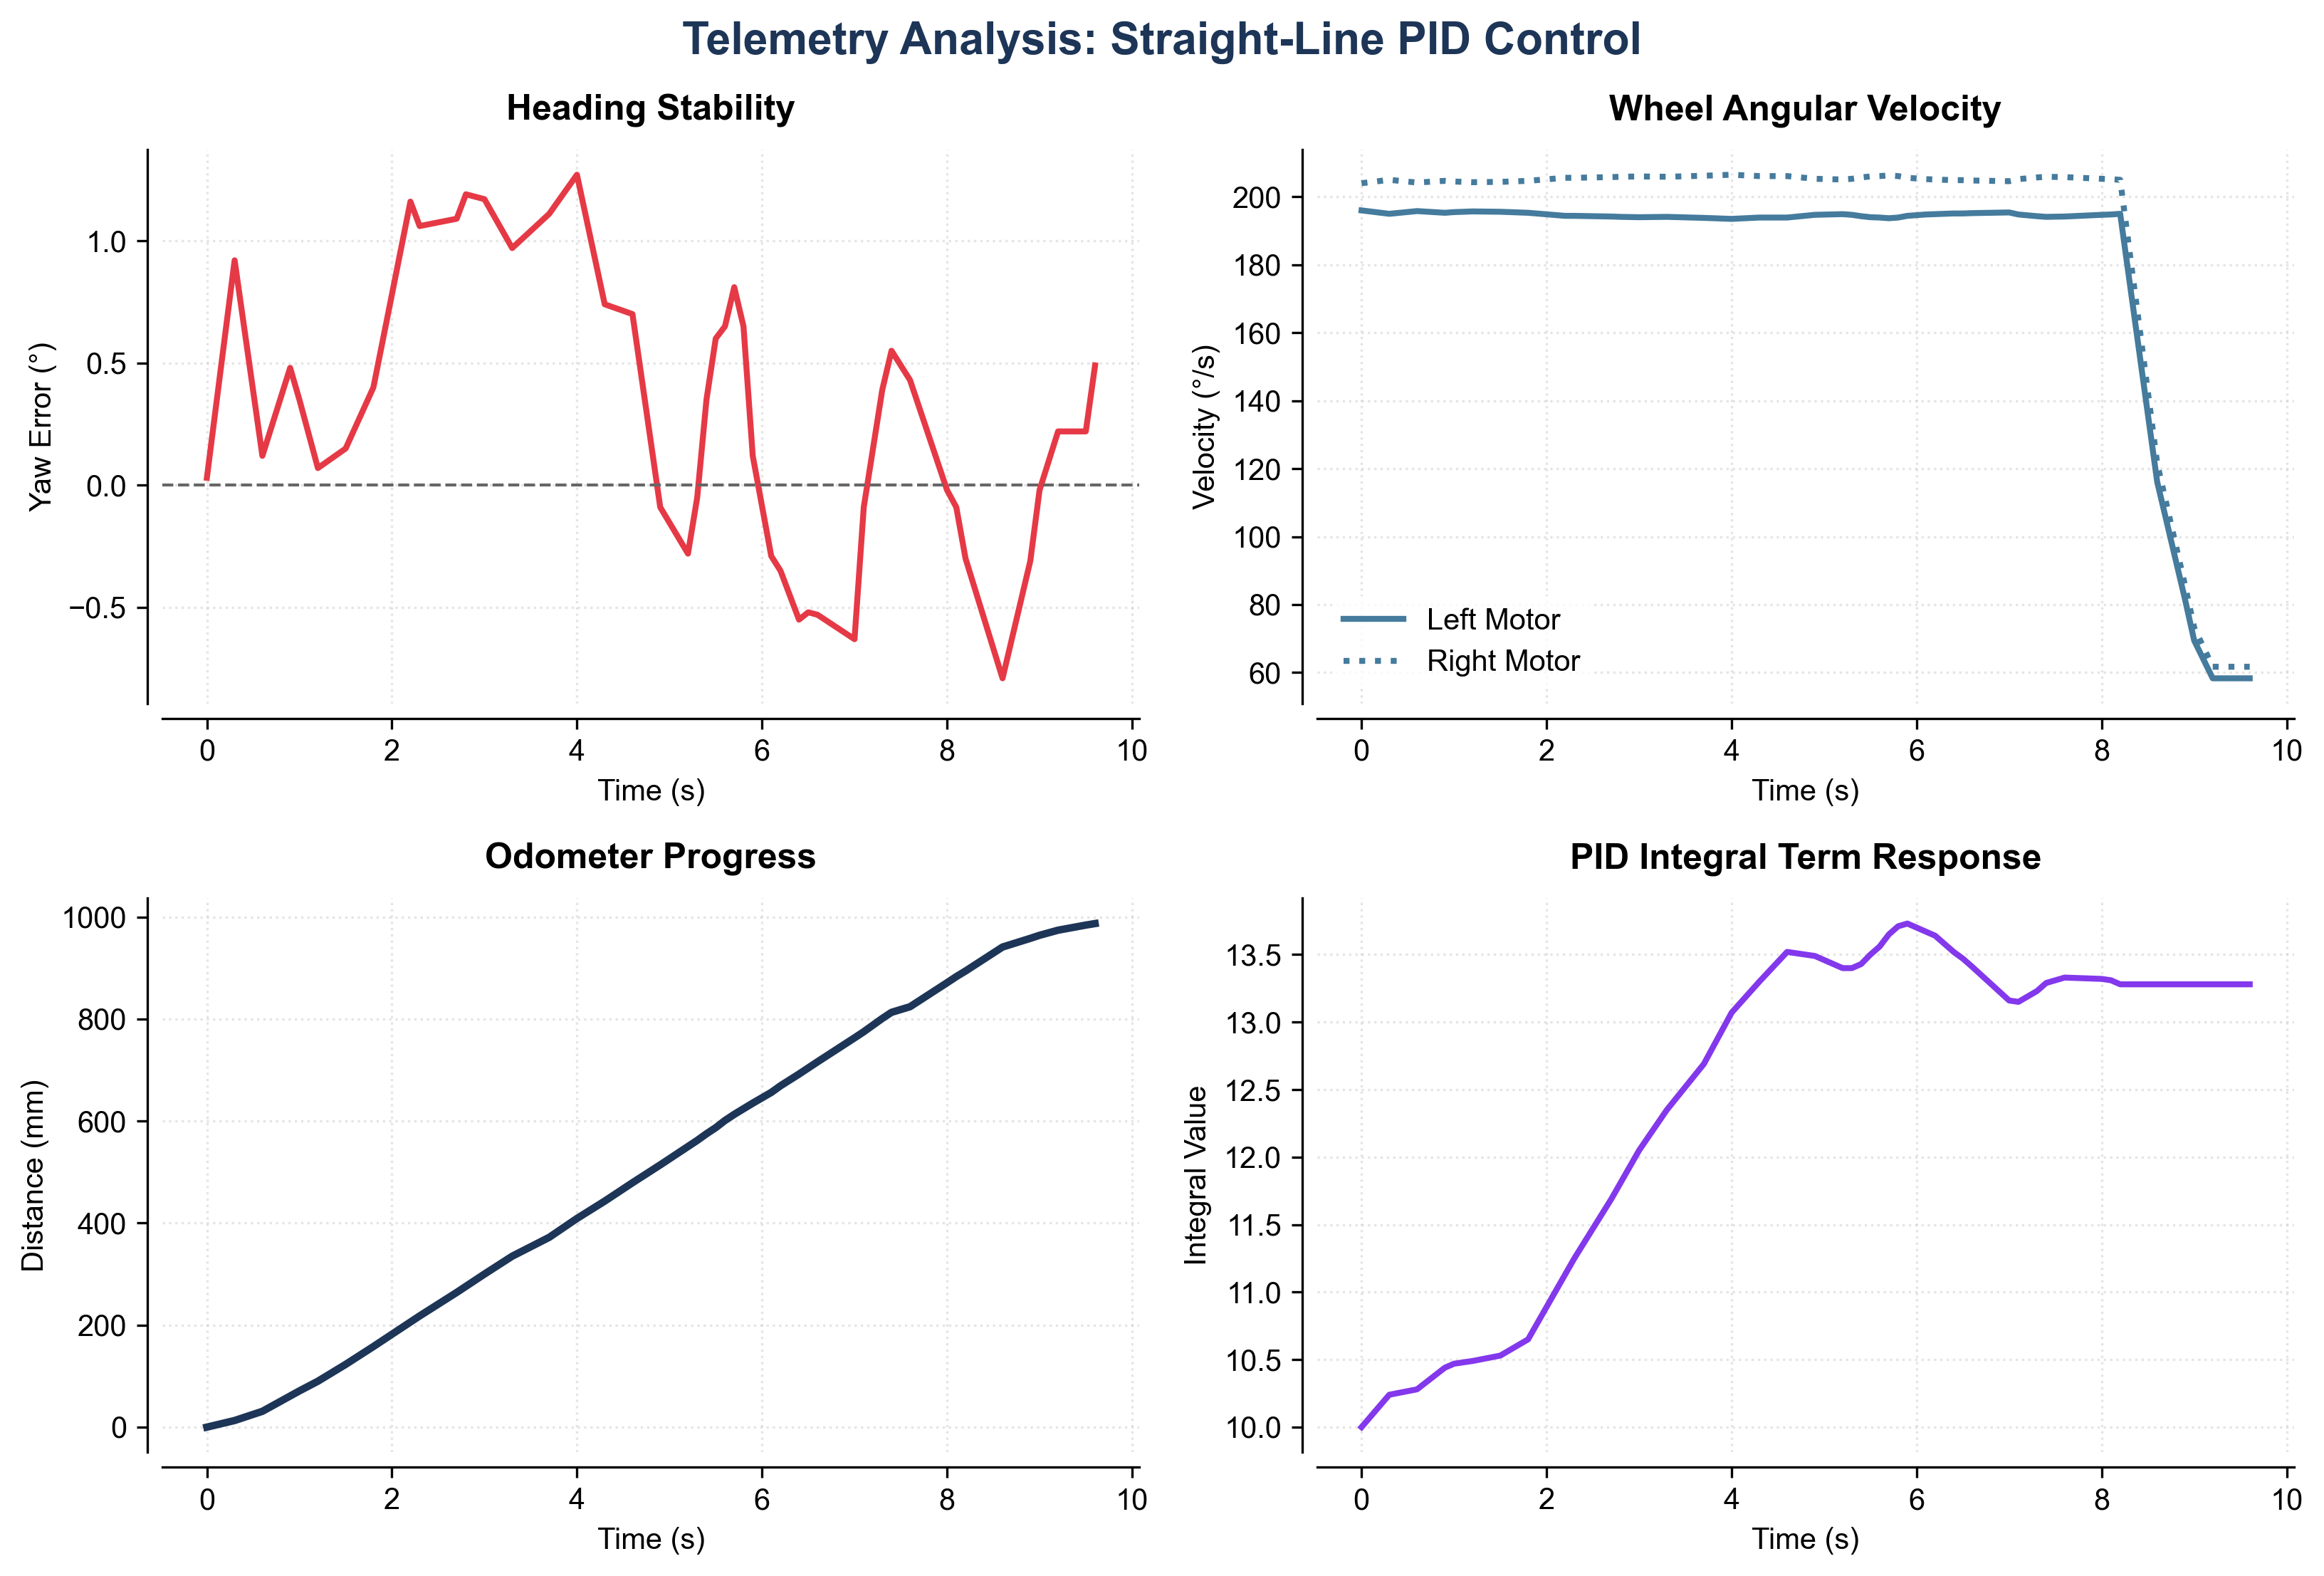 Telemetry Analysis: Straight-Line PID Control
Heading Stability
Yaw Error (°)
1.0
0.5
0.0
−0.5
0 2 4 6 8 10
Time (s)
Wheel Angular Velocity
Velocity (°/s)
200
180
160
140
120
100
80
60
Left Motor
Right Motor
0 2 4 6 8 10
Time (s)
Odometer Progress
Distance (mm)
1000
800
600
400
200
0
0 2 4 6 8 10
Time (s)
PID Integral Term Response
Integral Value
13.5
13.0
12.5
12.0
11.5
11.0
10.5
10.0
0 2 4 6 8 10
Time (s)